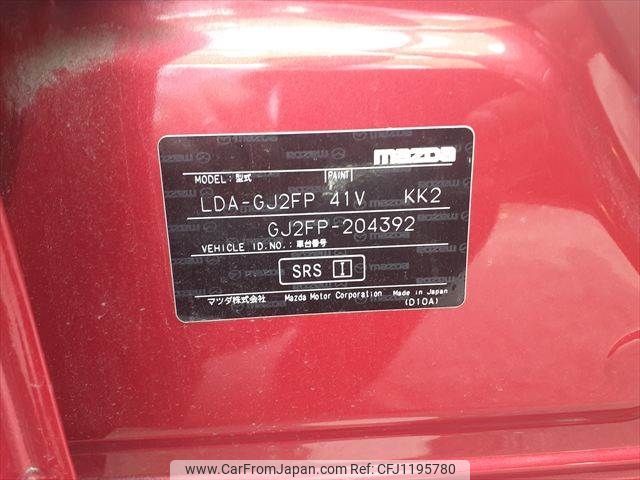 mazda
MODEL:型式 PAINT
LDA-GJ2FP 41V KK2
GJ2FP-204392
VEHICLE ID.NO.:車台番号
SRS I
マツダ株式会社 Mazda Motor Corporation Made in Japan
(D10A)
www.CarFromJapan.com Ref. No: CFJ1195780